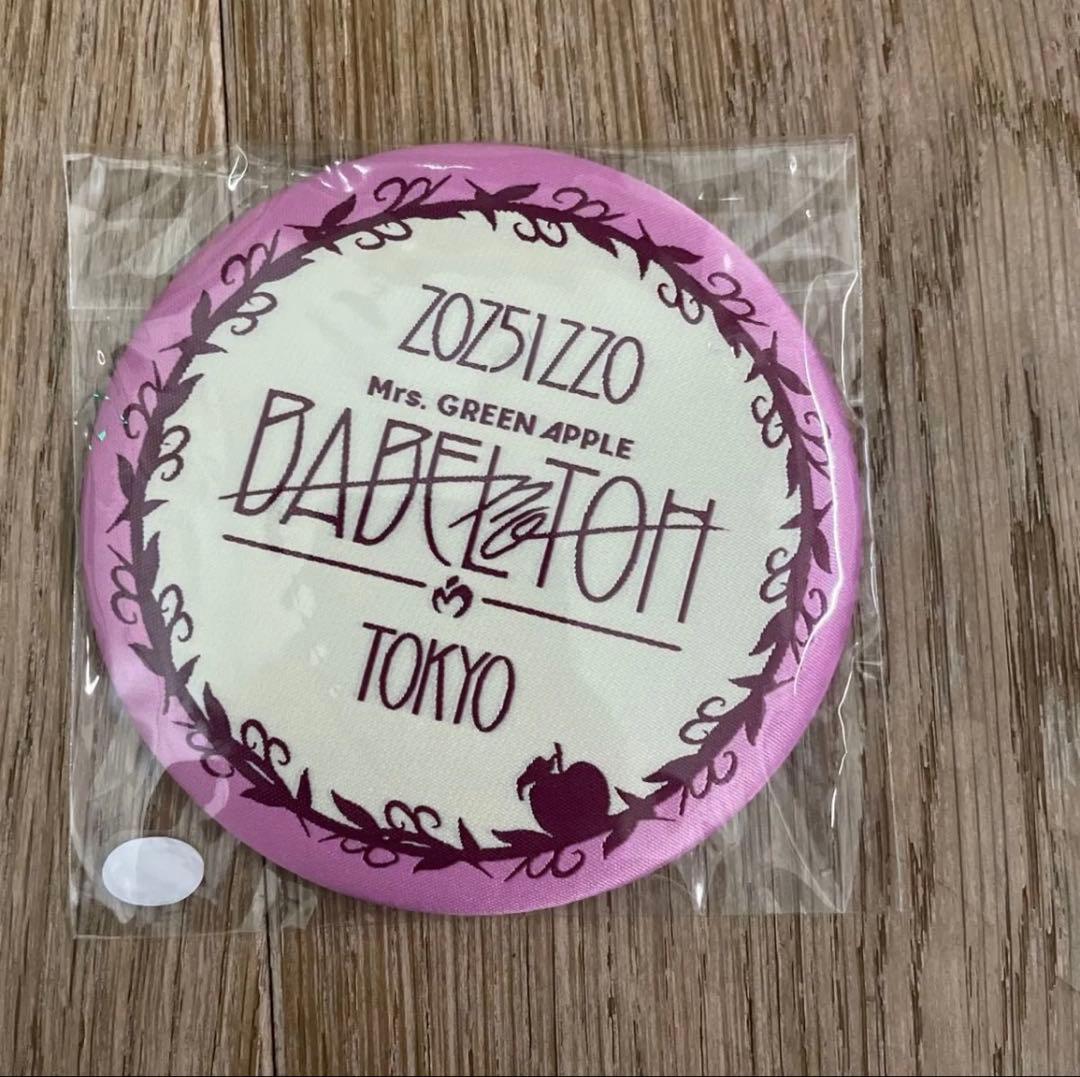 20251220
Mrs. GREEN APPLE
BABEL no TOH
TOKYO